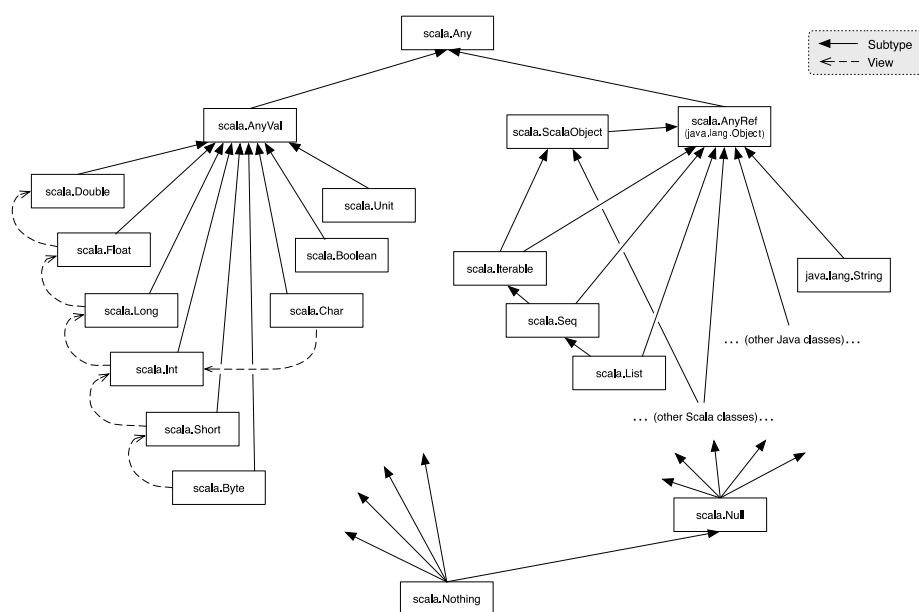 scala.Any
Subtype
View
scala.AnyVal
scala.ScalaObject
scala.AnyRef
(java.lang.Object)
scala.Double
scala.Unit
scala.Float
scala.Boolean
scala.Iterable
java.lang.String
scala.Long
scala.Char
scala.Seq
... (other Java classes)...
scala.Int
scala.List
scala.Short
... (other Scala classes)...
scala.Byte
scala.Null
scala.Nothing